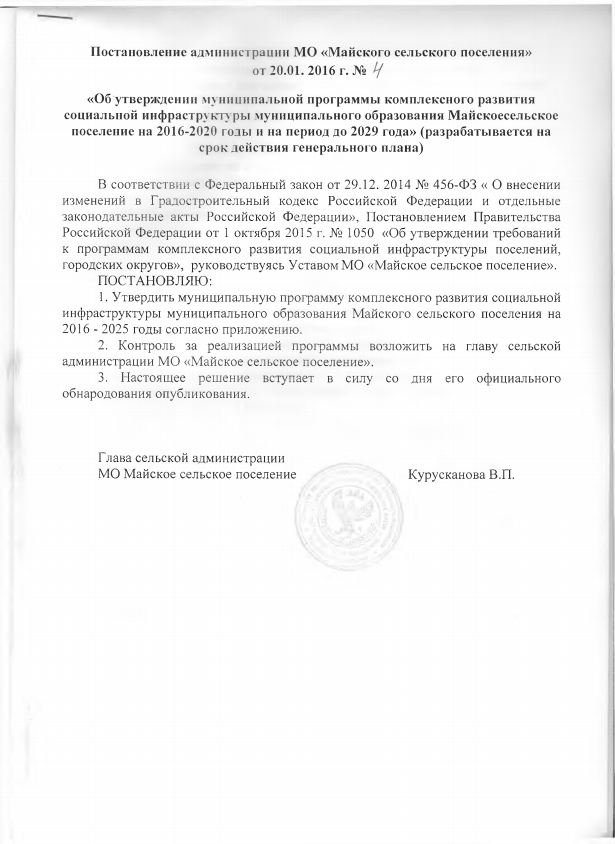 Постановление администрации МО «Майского сельского поселения»
от 20.01. 2016 г. № 4
«Об утверждении муниципальной программы комплексного развития
социальной инфраструктуры муниципального образования Майскоесельское
поселение на 2016-2020 годы и на период до 2029 года» (разрабатывается на
срок действия генерального плана)
В соответствии с Федеральный закон от 29.12. 2014 № 456-ФЗ « О внесении
изменений в Градостроительный кодекс Российской Федерации и отдельные
законодательные акты Российской Федерации», Постановлением Правительства
Российской Федерации от 1 октября 2015 г. № 1050 «Об утверждении требований
к программам комплексного развития социальной инфраструктуры поселений,
городских округов», руководствуясь Уставом МО «Майское сельское поселение».
ПОСТАНОВЛЯЮ:
1. Утвердить муниципальную программу комплексного развития социальной
инфраструктуры муниципального образования Майского сельского поселения на
2016 - 2025 годы согласно приложению.
2. Контроль за реализацией программы возложить на главу сельской
администрации МО «Майское сельское поселение».
3. Настоящее решение вступает в силу со дня его официального
обнародования опубликования.
Глава сельской администрации
МО Майское сельское поселение Курусканова В.П.